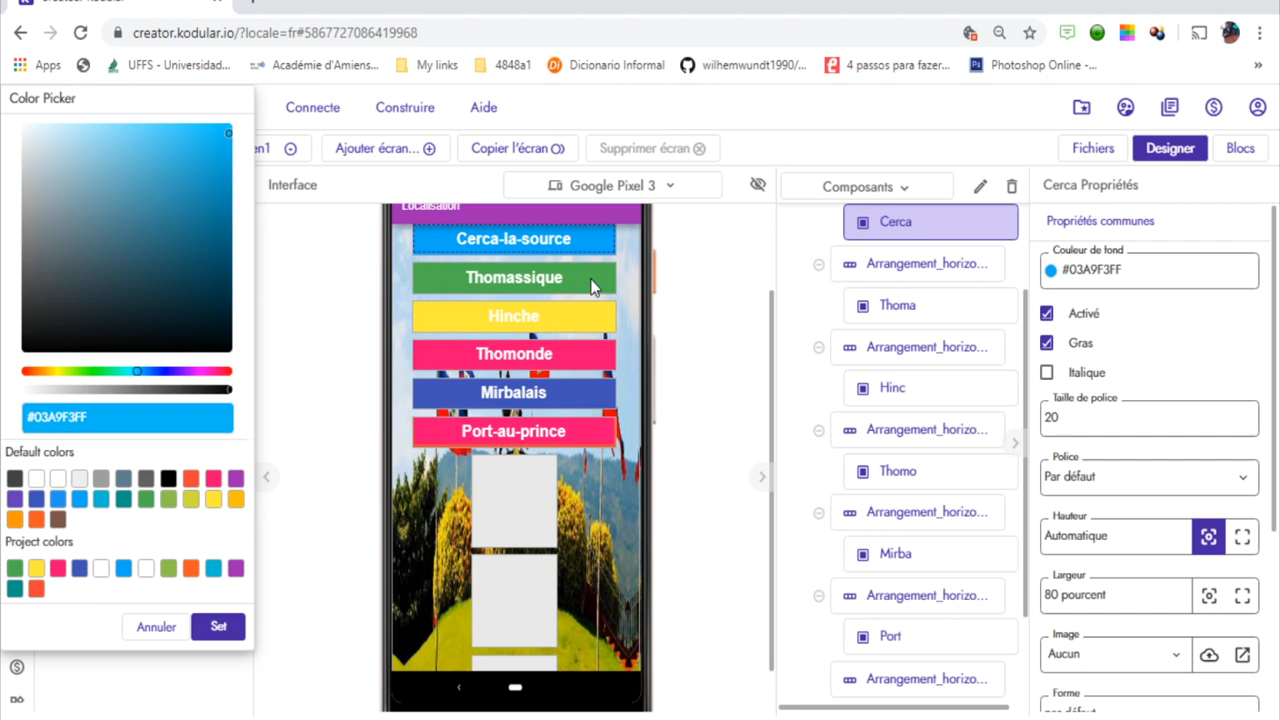 creator.kodular.io/?locale=fr#5867727086419968
Apps
UFFS - Universidad...
Académie d'Amiens...
My links
4848a1
Dicionario Informal
wilhemwundt1990/...
4 passos para fazer...
Photoshop Online -...
»
Color Picker
Connecte
Construire
Aide
en1
Ajouter écran...
Copier l'écran
Supprimer écran
Fichiers
Designer
Blocs
Interface
Google Pixel 3
Composants
Cerca Propriétés
Localisation
Cerca-la-source
Thomassique
Hinche
Thomonde
Mirbalais
Port-au-prince
Cerca
Arrangement_horizo...
Thoma
Arrangement_horizo...
Hinc
Arrangement_horizo...
Thomo
Arrangement_horizo...
Mirba
Arrangement_horizo...
Port
Arrangement_horizo...
Propriétés communes
Couleur de fond
#03A9F3FF
Activé
Gras
Italique
Taille de police
20
Police
Par défaut
Hauteur
Automatique
Largeur
80 pourcent
Image
Aucun
Forme
#03A9F3FF
Default colors
Project colors
Annuler
Set